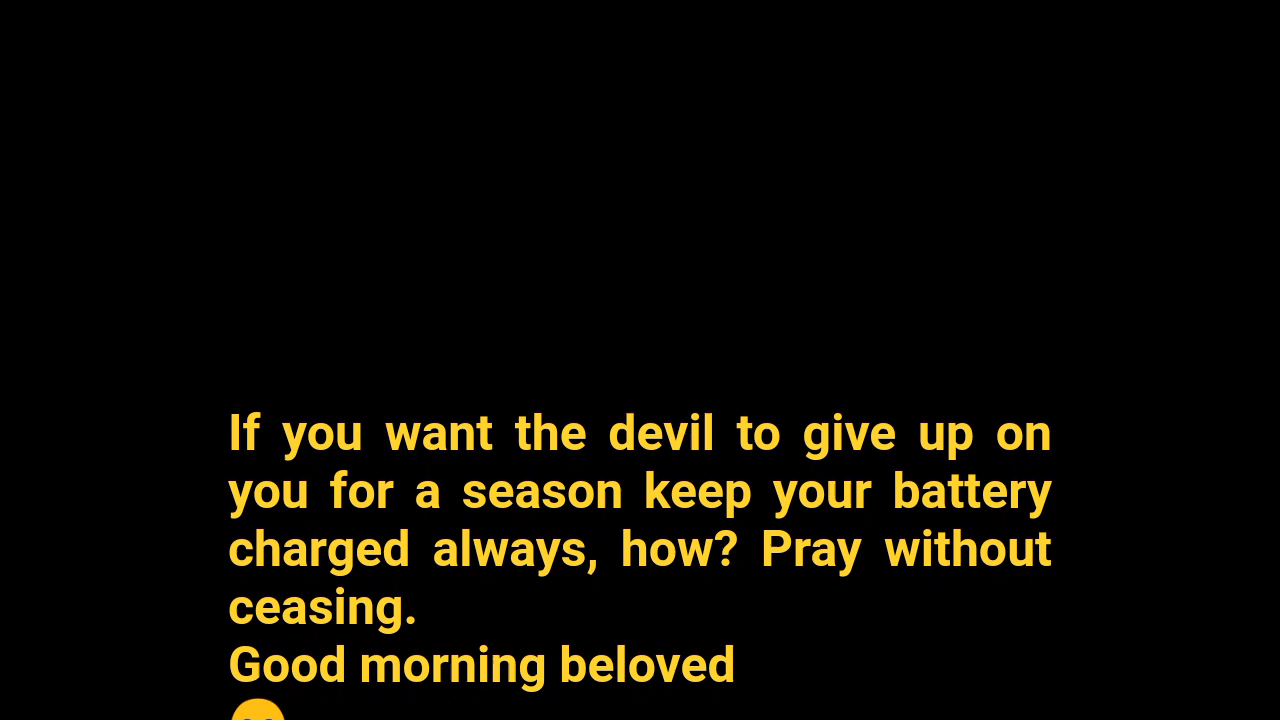 If you want the devil to give up on
you for a season keep your battery
charged always, how? Pray without
ceasing.
Good morning beloved